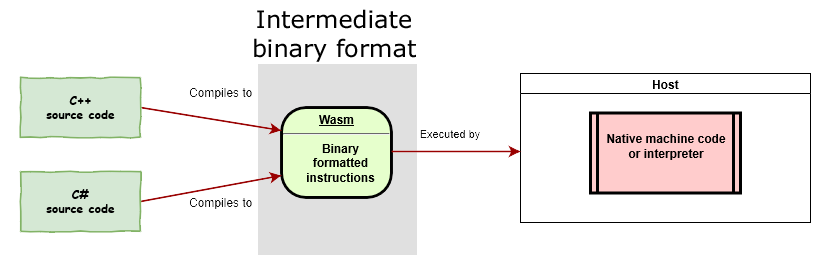 Intermediate
binary format
C++
source code
Compiles to
Wasm
Binary
formatted
instructions
Executed by
Host
Native machine code
or interpreter
C#
source code
Compiles to